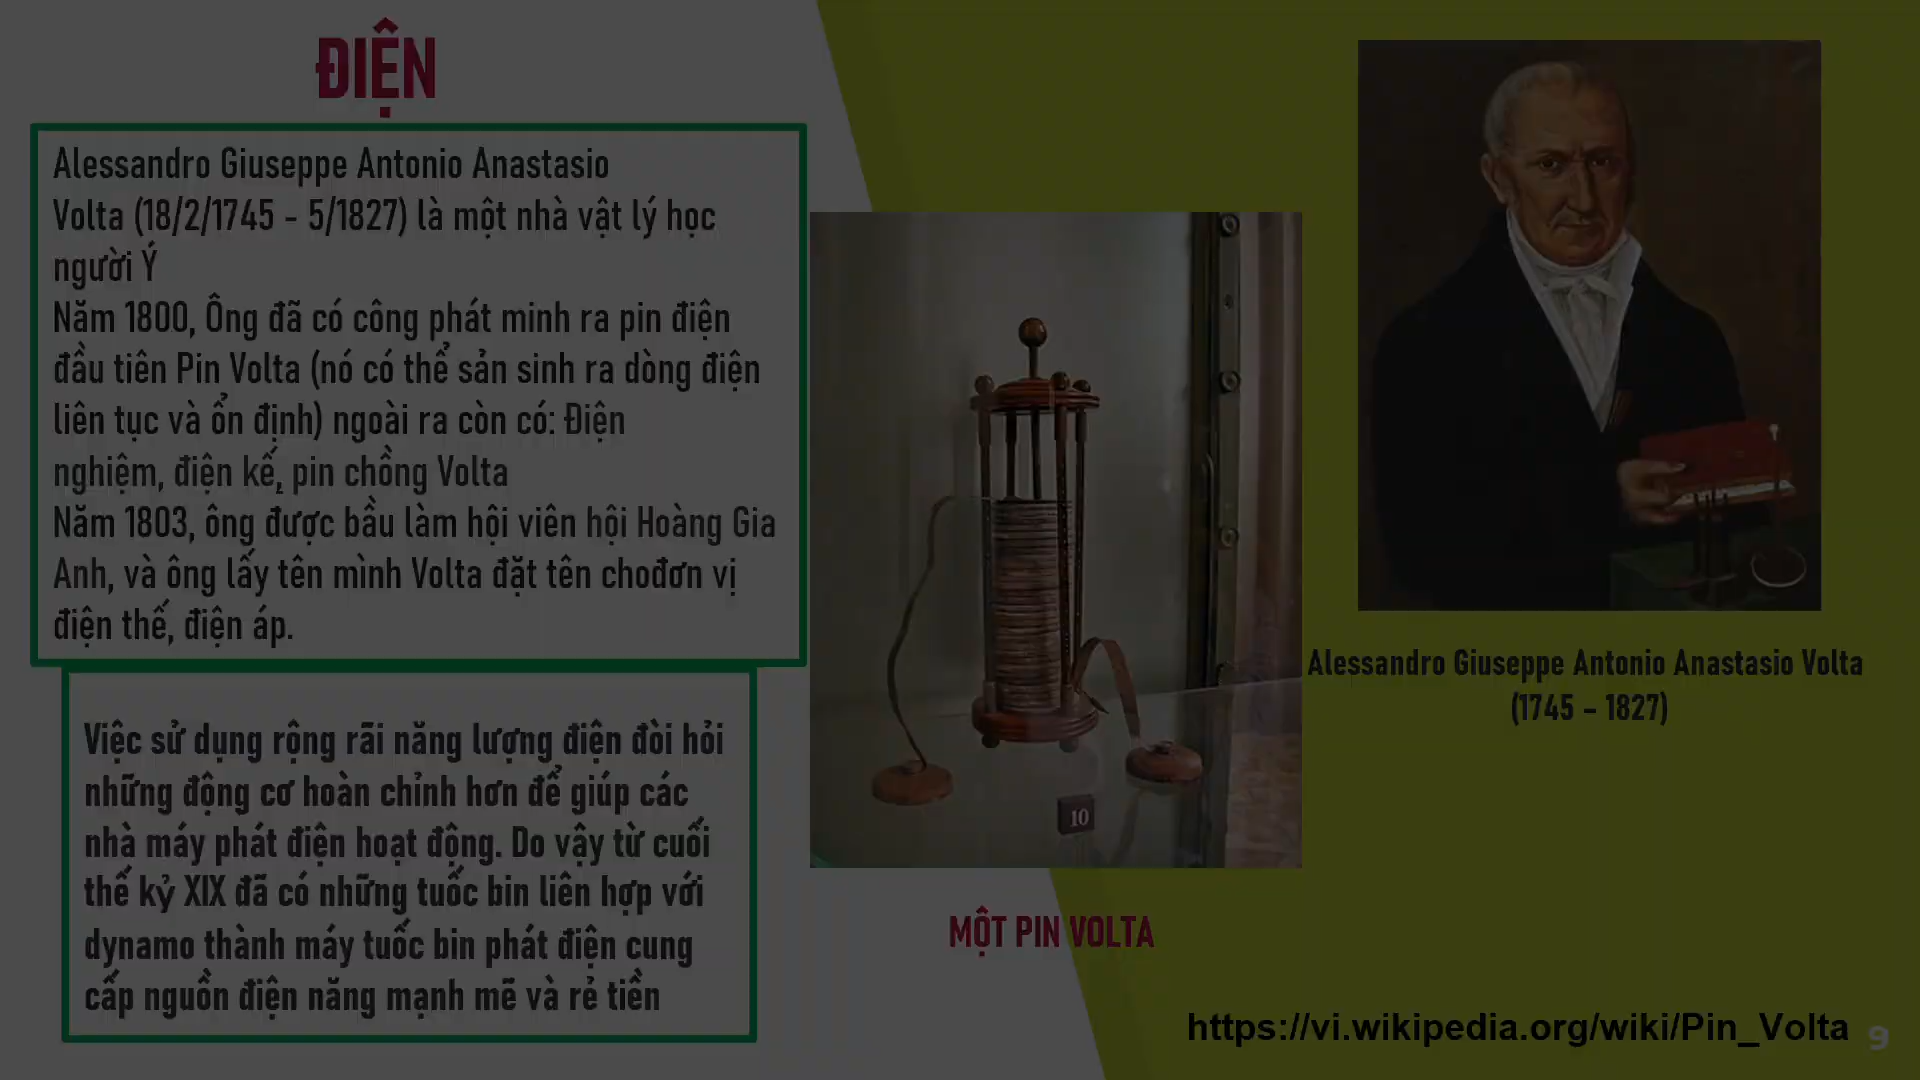 ĐIỆN
Alessandro Giuseppe Antonio Anastasio
Volta (18/2/1745 - 5/1827) là một nhà vật lý học
người Ý
Năm 1800, Ông đã có công phát minh ra pin điện
đầu tiên Pin Volta (nó có thể sản sinh ra dòng điện
liên tục và ổn định) ngoài ra còn có: Điện
nghiệm, điện kế, pin chồng Volta
Năm 1803, ông được bầu làm hội viên hội Hoàng Gia
Anh, và ông lấy tên mình Volta đặt tên chođơn vị
điện thế, điện áp.
Việc sử dụng rộng rãi năng lượng điện đòi hỏi
những động cơ hoàn chỉnh hơn để giúp các
nhà máy phát điện hoạt động. Do vậy từ cuối
thế kỷ XIX đã có những tuốc bin liên hợp với
dynamo thành máy tuốc bin phát điện cung
cấp nguồn điện năng mạnh mẽ và rẻ tiền
10
MỘT PIN VOLTA
Alessandro Giuseppe Antonio Anastasio Volta
(1745 – 1827)
https://vi.wikipedia.org/wiki/Pin_Volta
9